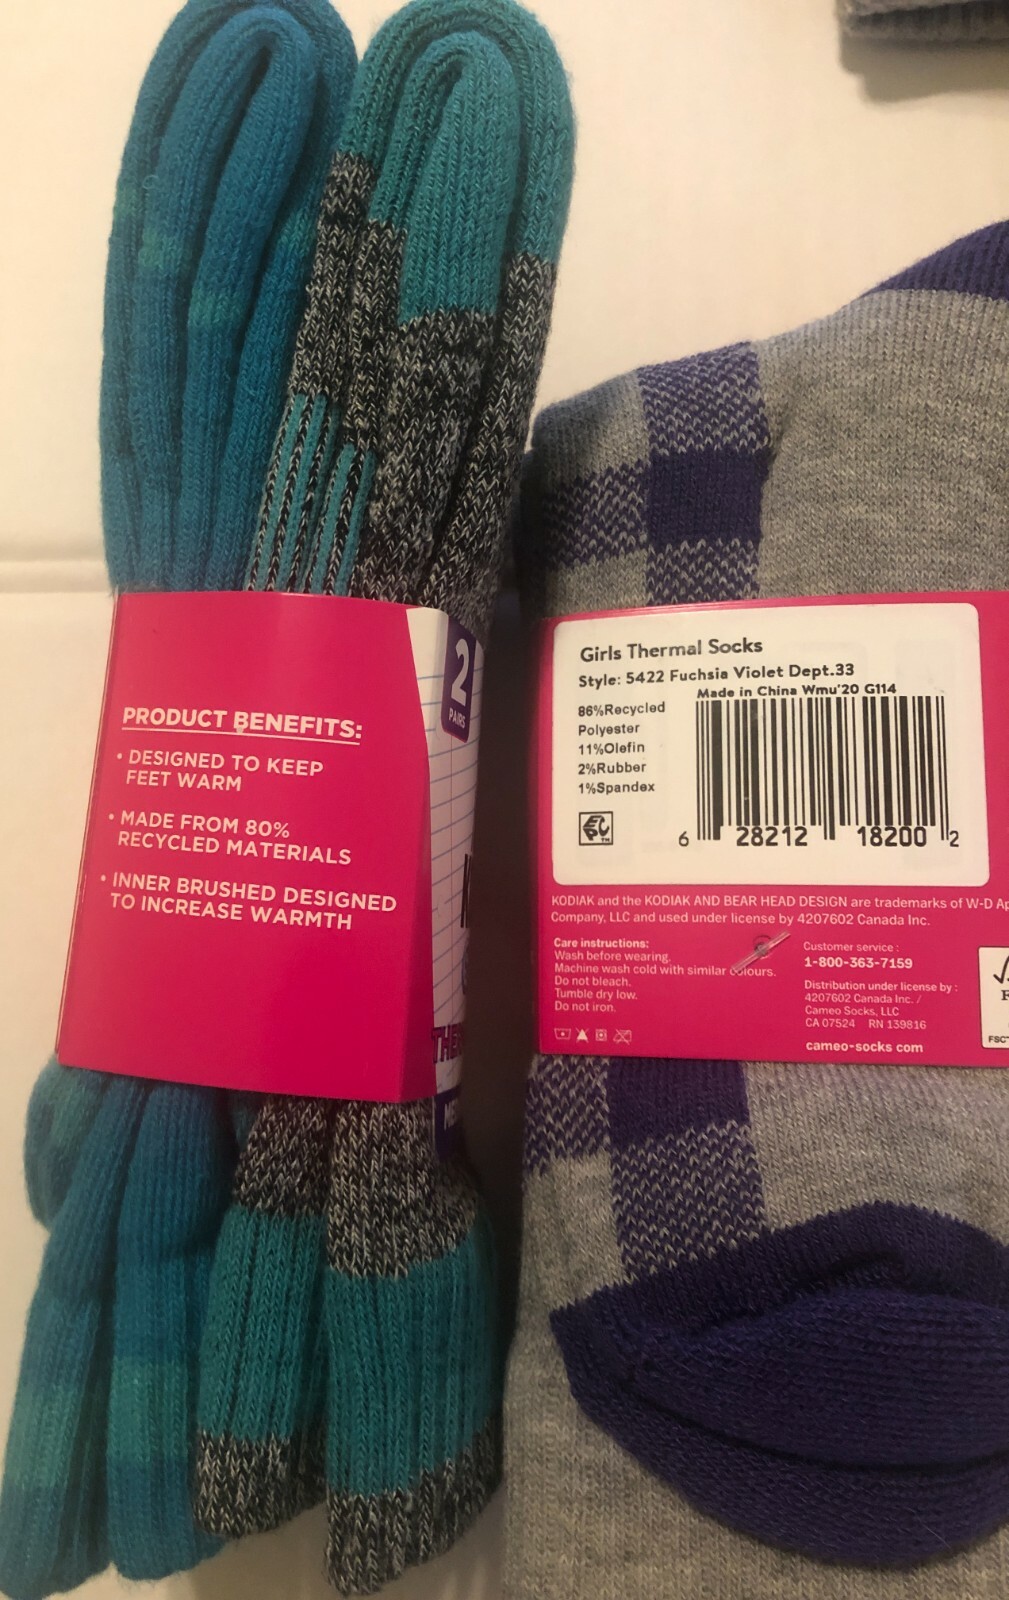 2
PAIRS
PRODUCT BENEFITS:
• DESIGNED TO KEEP
FEET WARM
• MADE FROM 80%
RECYCLED MATERIALS
• INNER BRUSHED DESIGNED
TO INCREASE WARMTH
Girls Thermal Socks
Style: 5422 Fuchsia Violet Dept.33
Made in China Wmu'20 G114
86%Recycled
Polyester
11%Olefin
2%Rubber
1%Spandex
6 28212 18200 2
KODIAK and the KODIAK AND BEAR HEAD DESIGN are trademarks of W-D
Company, LLC and used under license by 4207602 Canada Inc.
Care instructions:
Wash before wearing.
Machine wash cold with similar colours.
Do not bleach.
Tumble dry low.
Do not iron.
Customer service :
1-800-363-7159
Distribution under license by :
4207602 Canada Inc. /
Cameo Socks, LLC
CA 07524 RN 139816
cameo-socks.com